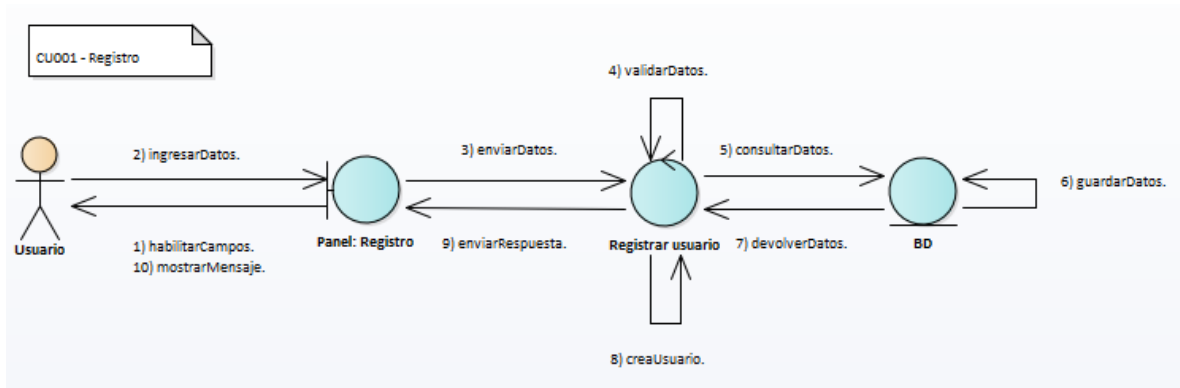 CU001 - Registro
4) validarDatos.
2) ingresarDatos.
3) enviarDatos.
5) consultarDatos.
6) guardarDatos.
Usuario
1) habilitarCampos.
10) mostrarMensaje.
Panel: Registro
9) enviarRespuesta.
Registrar usuario
7) devolverDatos.
BD
8) creaUsuario.